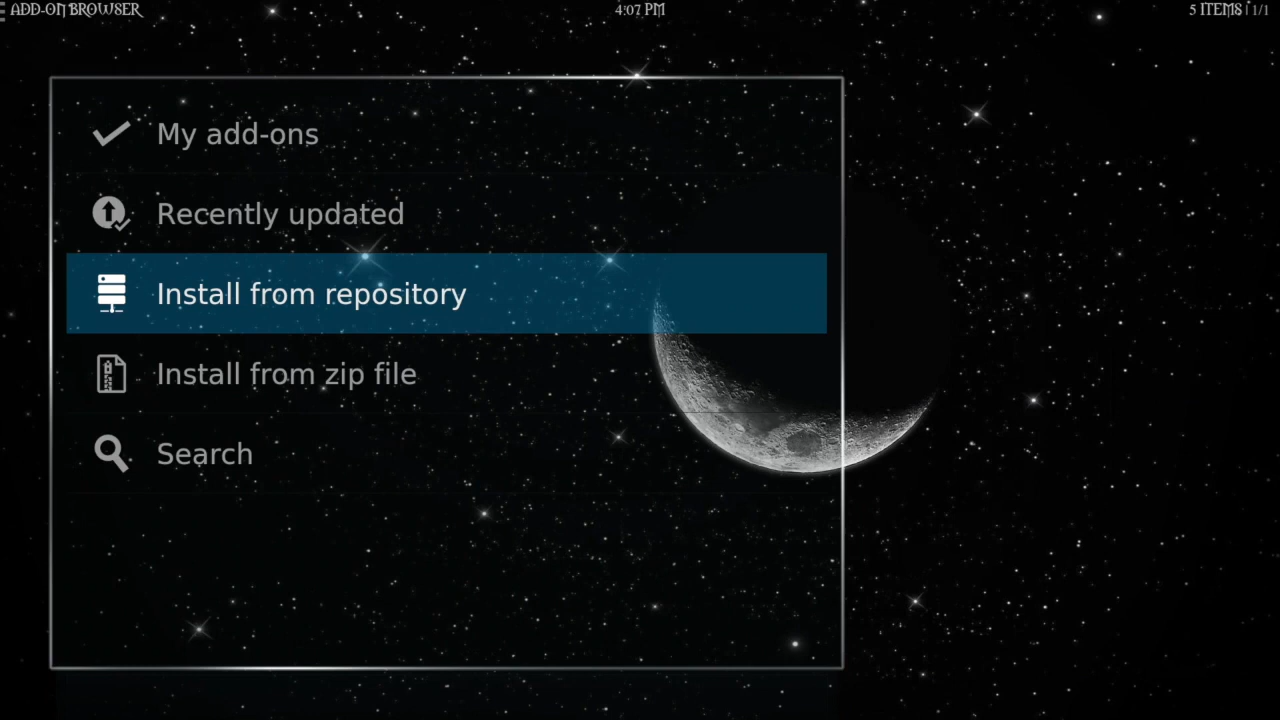 ADD-ON BROWSER
4:07 PM
5 ITEMS | 1/1
My add-ons
Recently updated
Install from repository
Install from zip file
Search